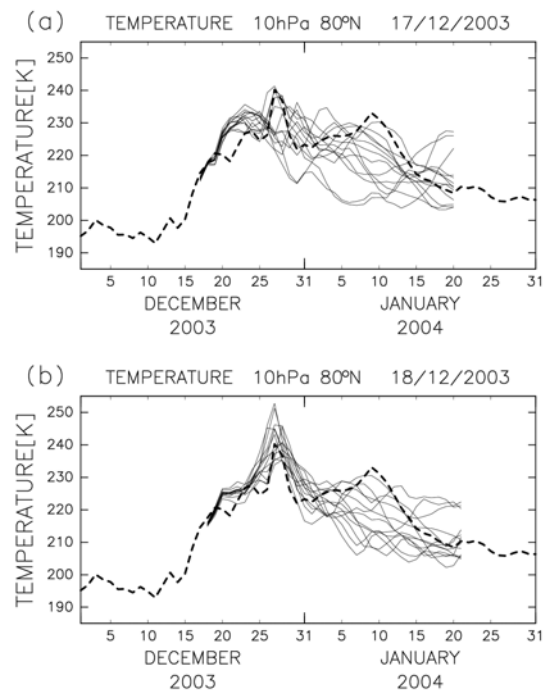 (a) TEMPERATURE 10hPa 80°N 17/12/2003
TEMPERATURE[K]
250
240
230
220
210
200
190
5 10 15 20 25 31 5 10 15 20 25 31
DECEMBER JANUARY
2003 2004
(b) TEMPERATURE 10hPa 80°N 18/12/2003
TEMPERATURE[K]
250
240
230
220
210
200
190
5 10 15 20 25 31 5 10 15 20 25 31
DECEMBER JANUARY
2003 2004